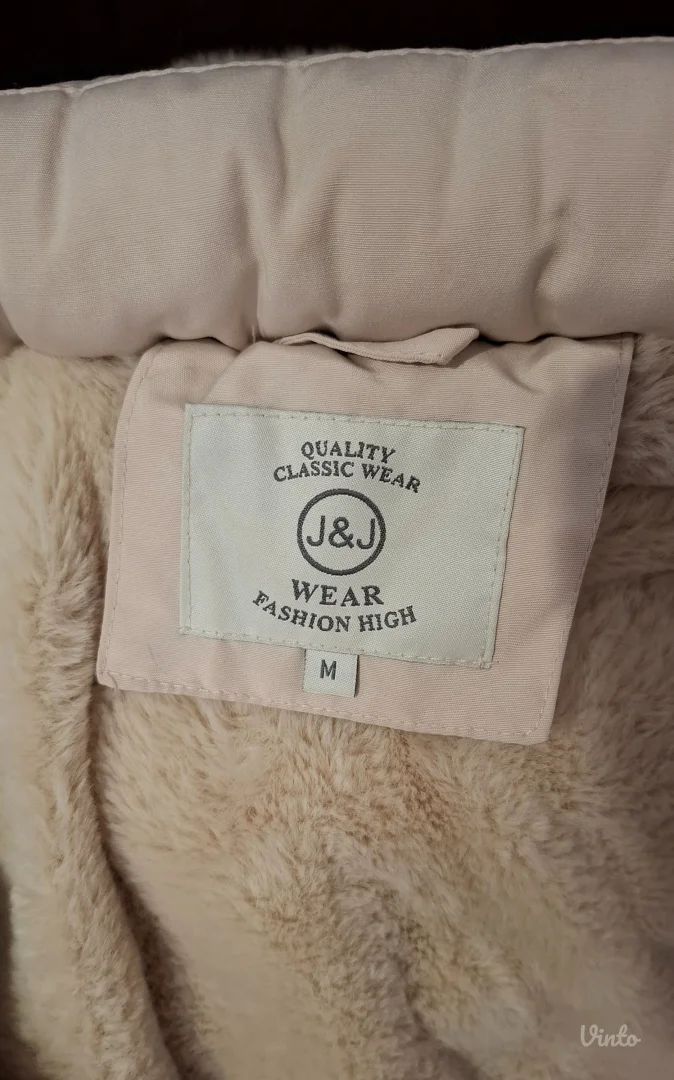 QUALITY
CLASSIC WEAR
J&J
WEAR
FASHION HIGH
M
Vinto